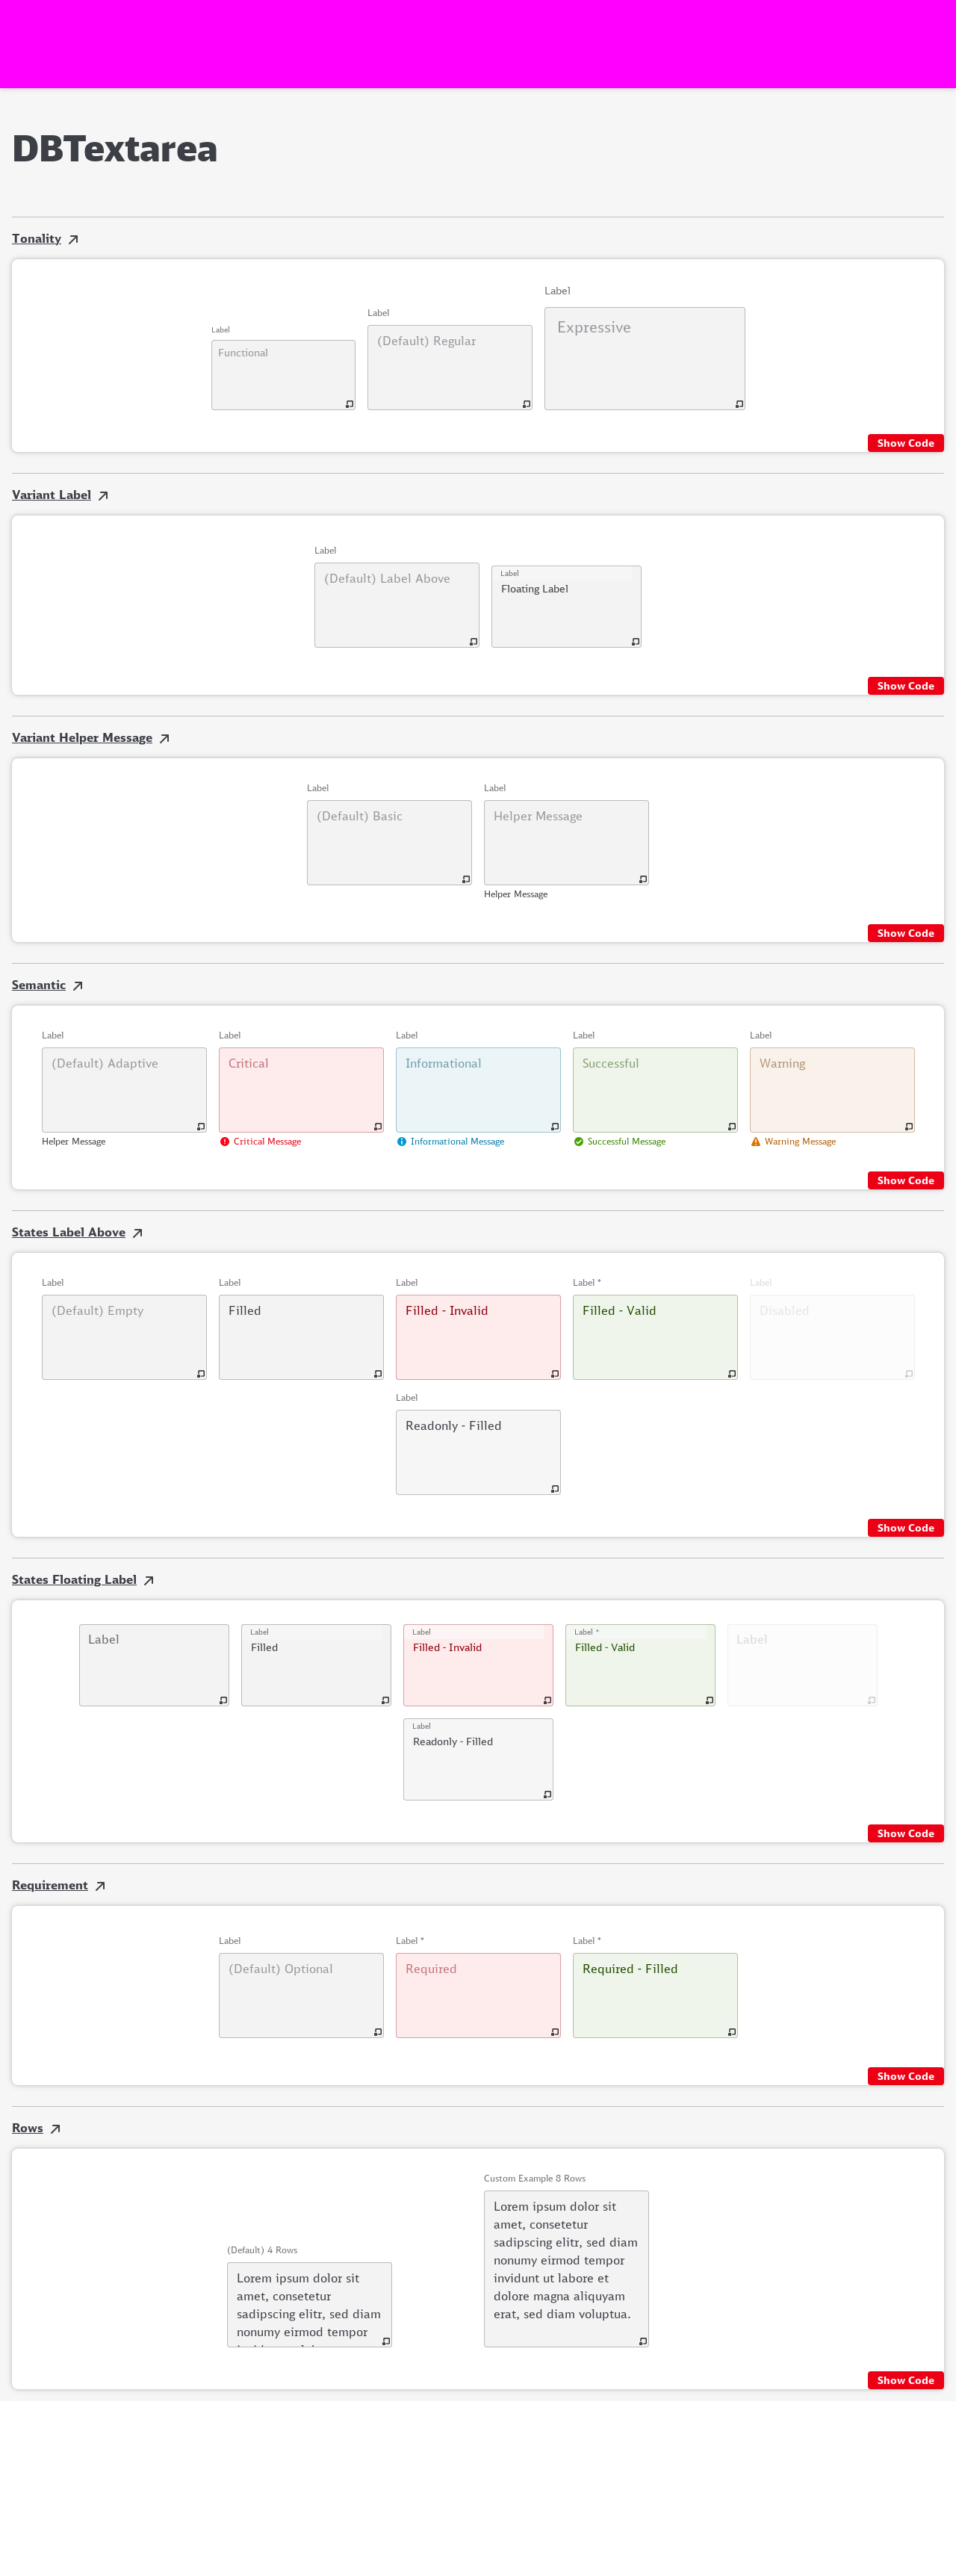 DBTextarea
Tonality
Label
Functional
Label
(Default) Regular
Label
Expressive
Show Code
Variant Label
Label
(Default) Label Above
Label
Floating Label
Show Code
Variant Helper Message
Label
(Default) Basic
Label
Helper Message
Helper Message
Show Code
Semantic
Label
(Default) Adaptive
Helper Message
Label
Critical
Critical Message
Label
Informational
Informational Message
Label
Successful
Successful Message
Label
Warning
Warning Message
Show Code
States Label Above
Label
(Default) Empty
Label
Filled
Label
Filled - Invalid
Label *
Filled - Valid
Label
Disabled
Label
Readonly - Filled
Show Code
States Floating Label
Label
Label
Filled
Label
Filled - Invalid
Label *
Filled - Valid
Label
Label
Readonly - Filled
Show Code
Requirement
Label
(Default) Optional
Label *
Required
Label *
Required - Filled
Show Code
Rows
(Default) 4 Rows
Lorem ipsum dolor sit
amet, consetetur
sadipscing elitr, sed diam
nonumy eirmod tempor
Custom Example 8 Rows
Lorem ipsum dolor sit
amet, consetetur
sadipscing elitr, sed diam
nonumy eirmod tempor
invidunt ut labore et
dolore magna aliquyam
erat, sed diam voluptua.
Show Code